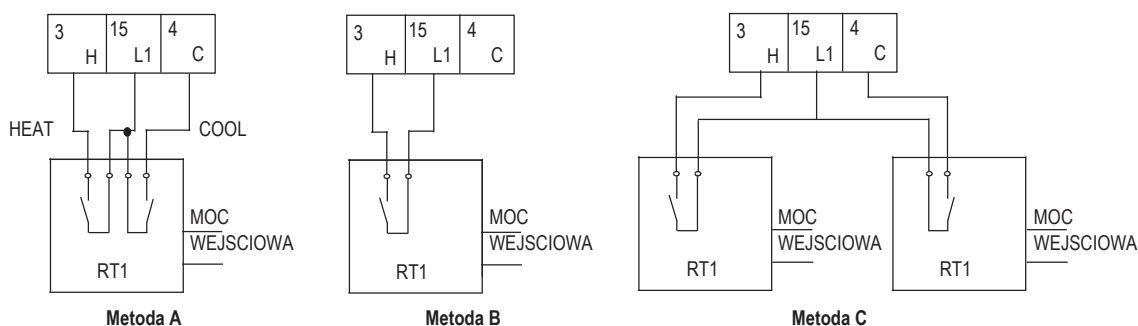 3 15 4
H L1 C
HEAT COOL
MOC
WEJSCIOWA
RT1
Metoda A
3 15 4
H L1 C
MOC
WEJSCIOWA
RT1
Metoda B
3 15 4
H L1 C
MOC
WEJSCIOWA
RT1
MOC
WEJSCIOWA
RT1
Metoda C